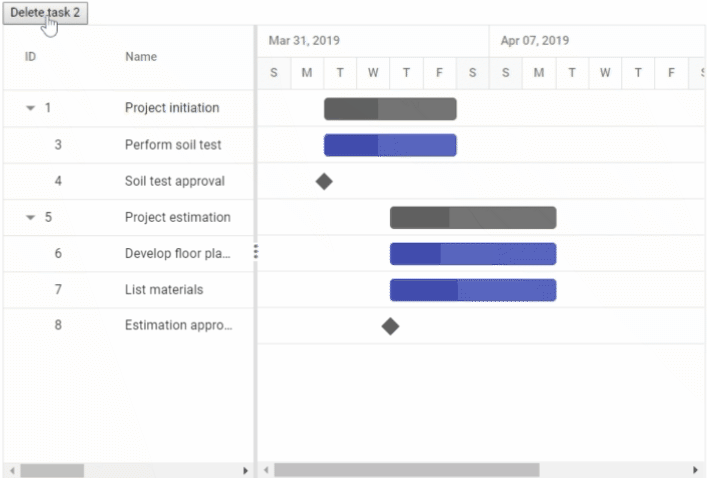 Delete task 2
Mar 31, 2019 Apr 07, 2019
ID Name
S M T W T F S S M T W T F S
1 Project initiation
3 Perform soil test
4 Soil test approval
5 Project estimation
6 Develop floor pla...
7 List materials
8 Estimation appro...